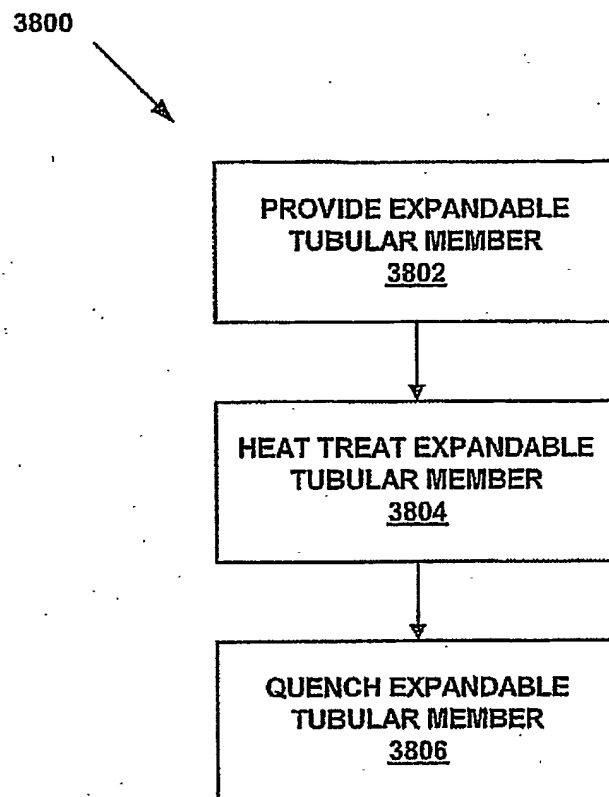 3800
PROVIDE EXPANDABLE
TUBULAR MEMBER
3802
HEAT TREAT EXPANDABLE
TUBULAR MEMBER
3804
QUENCH EXPANDABLE
TUBULAR MEMBER
3806